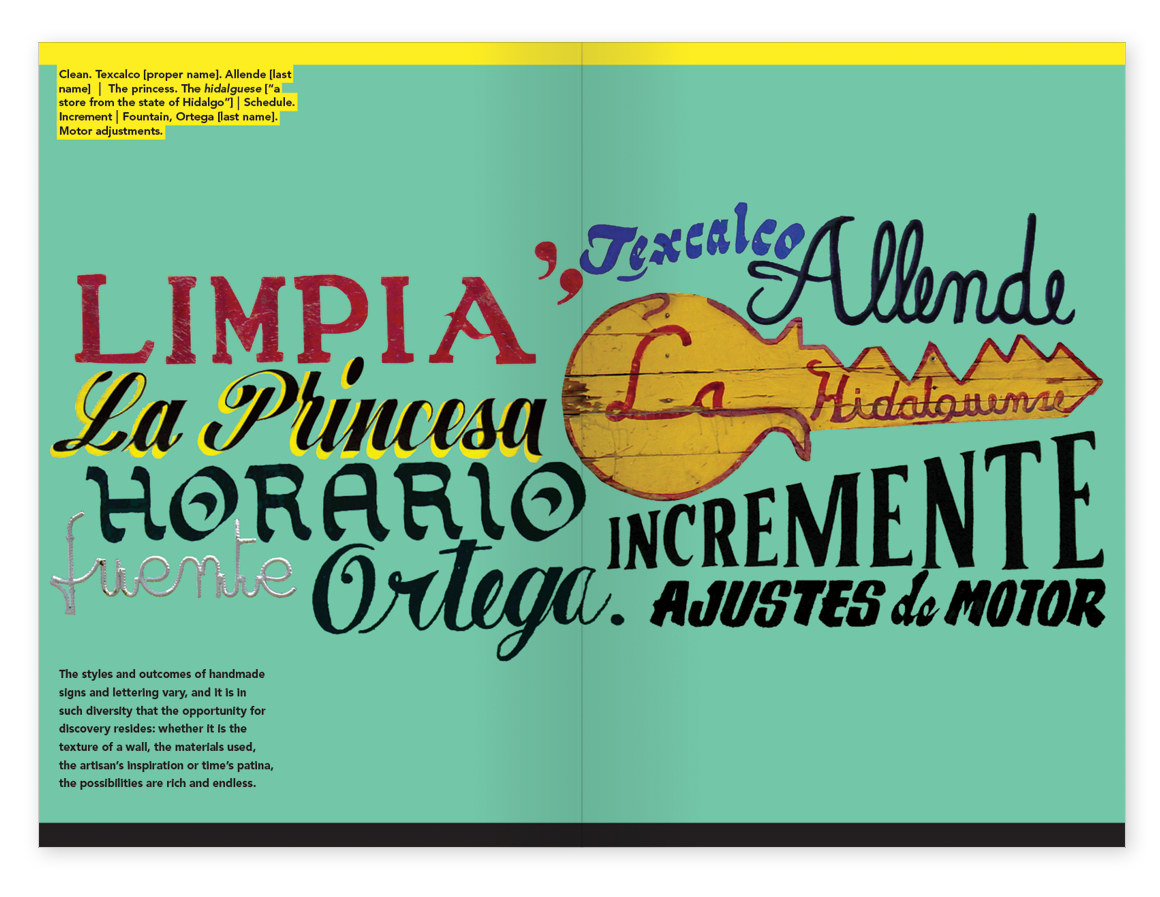 Clean. Texcalco [proper name]. Allende [last
name] | The princess. The hidalguese [“a
store from the state of Hidalgo”] | Schedule.
Increment | Fountain, Ortega [last name].
Motor adjustments.
LIMPIA’,
Texcalco
Allende
La Princesa
La Hidalguense
HORARIO
INCREMENTE
fuente
Ortega.
AJUSTES de MOTOR
The styles and outcomes of handmade
signs and lettering vary, and it is in
such diversity that the opportunity for
discovery resides: whether it is the
texture of a wall, the materials used,
the artisan’s inspiration or time’s patina,
the possibilities are rich and endless.